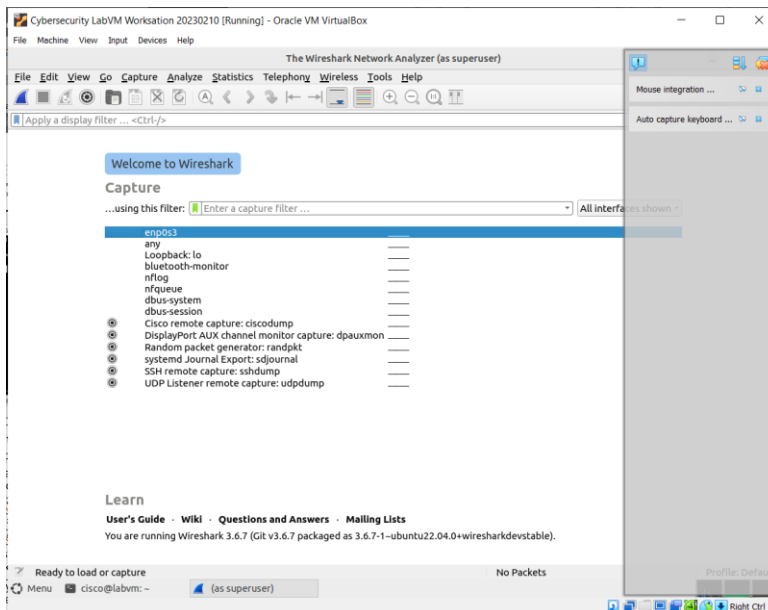 Cybersecurity LabVM Worksation 20230210 [Running] - Oracle VM VirtualBox
File Machine View Input Devices Help
The Wireshark Network Analyzer (as superuser)
File Edit View Go Capture Analyze Statistics Telephony Wireless Tools Help
Mouse integration ...
Apply a display filter ... <Ctrl-/>
Auto capture keyboard ...
Welcome to Wireshark
Capture
...using this filter: Enter a capture filter ... All interfaces shown
enp0s3
any
Loopback: lo
bluetooth-monitor
nflog
nfqueue
dbus-system
dbus-session
Cisco remote capture: ciscodump
DisplayPort AUX channel monitor capture: dpauxmon
Random packet generator: randpkt
systemd Journal Export: sdjournal
SSH remote capture: sshdump
UDP Listener remote capture: udpdump
Learn
User's Guide · Wiki · Questions and Answers · Mailing Lists
You are running Wireshark 3.6.7 (Git v3.6.7 packaged as 3.6.7-1~ubuntu22.04.0+wiresharkdevstable).
Ready to load or capture No Packets Profile: Defau
Menu cisco@labvm: ~ (as superuser)
Right Ctrl